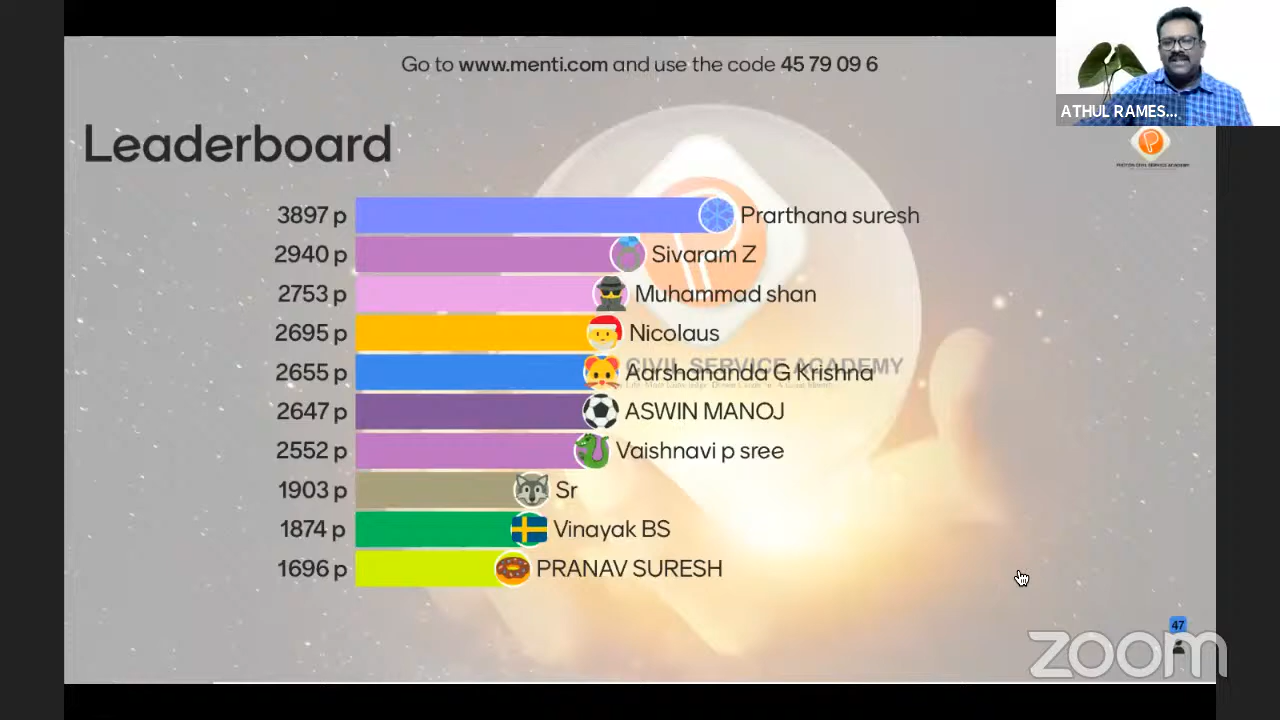 Go to www.menti.com and use the code 45 79 09 6
ATHUL RAMES...
Leaderboard
3897 p Prarthana suresh
2940 p Sivaram Z
2753 p Muhammad shan
2695 p Nicolaus
CIVIL SERVICE ACADEMY
2655 p Aarshananda G Krishna
2647 p ASWIN MANOJ
2552 p Vaishnavi p sree
1903 p Sr
1874 p Vinayak BS
1696 p PRANAV SURESH
47
zoom